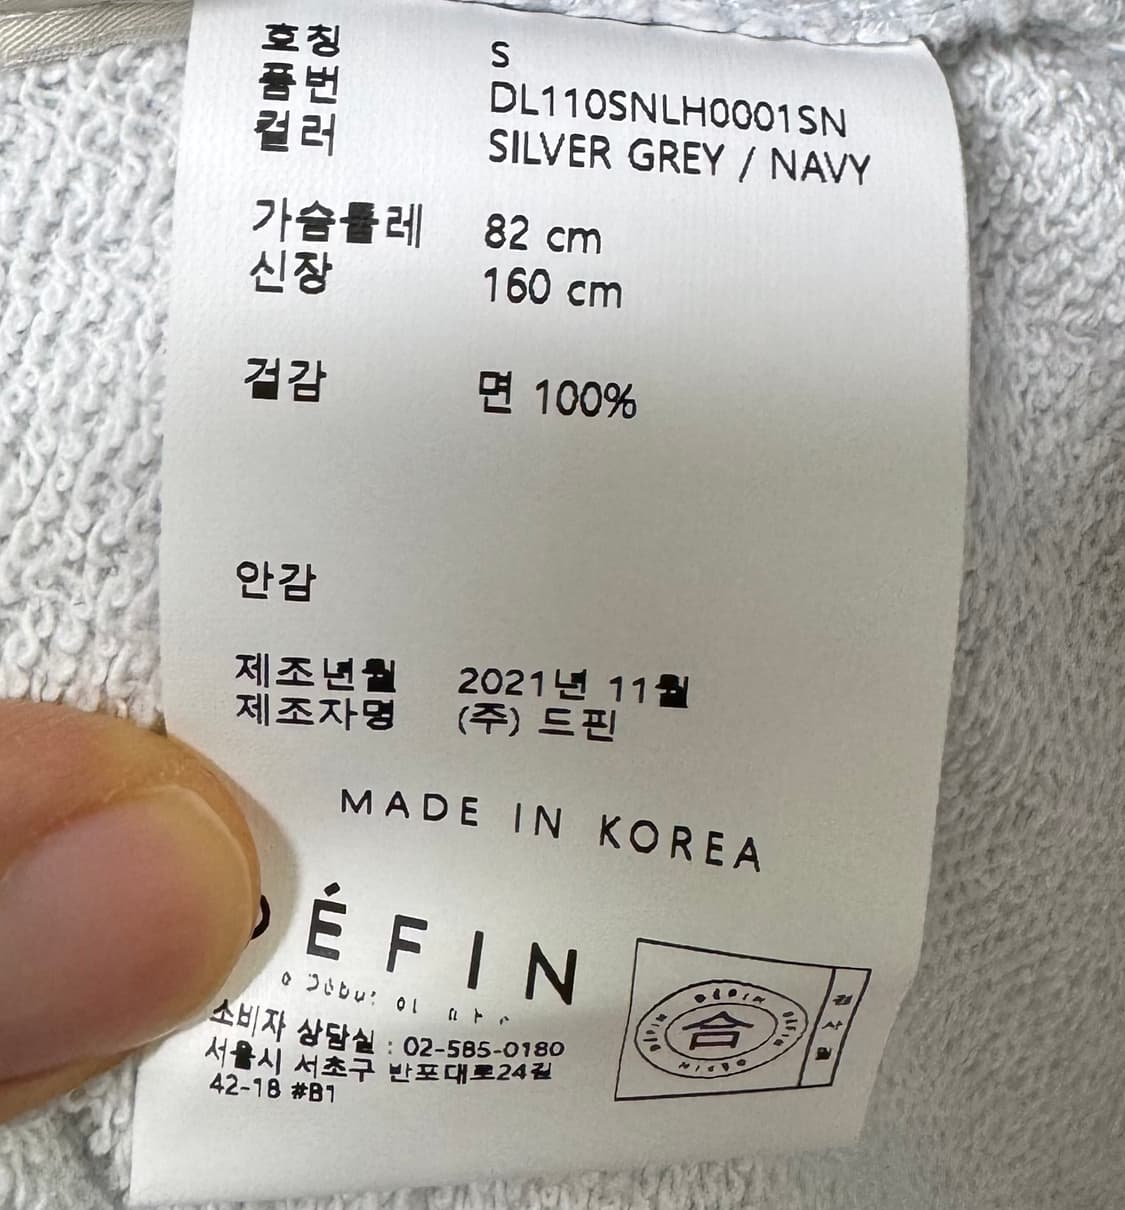 호칭 S
품번 DL110SNLH0001SN
컬러 SILVER GREY / NAVY
가슴둘레 82 cm
신장 160 cm
겉감 면 100%
안감
제조년월 2021년 11월
제조자명 (주) 드핀
MADE IN KOREA
ÉFIN
소비자 상담실 : 02-585-0180
서울시 서초구 반포대로24길
42-18 #B1
DÉFIN DÉFIN DÉFIN DÉFIN
合
검사필